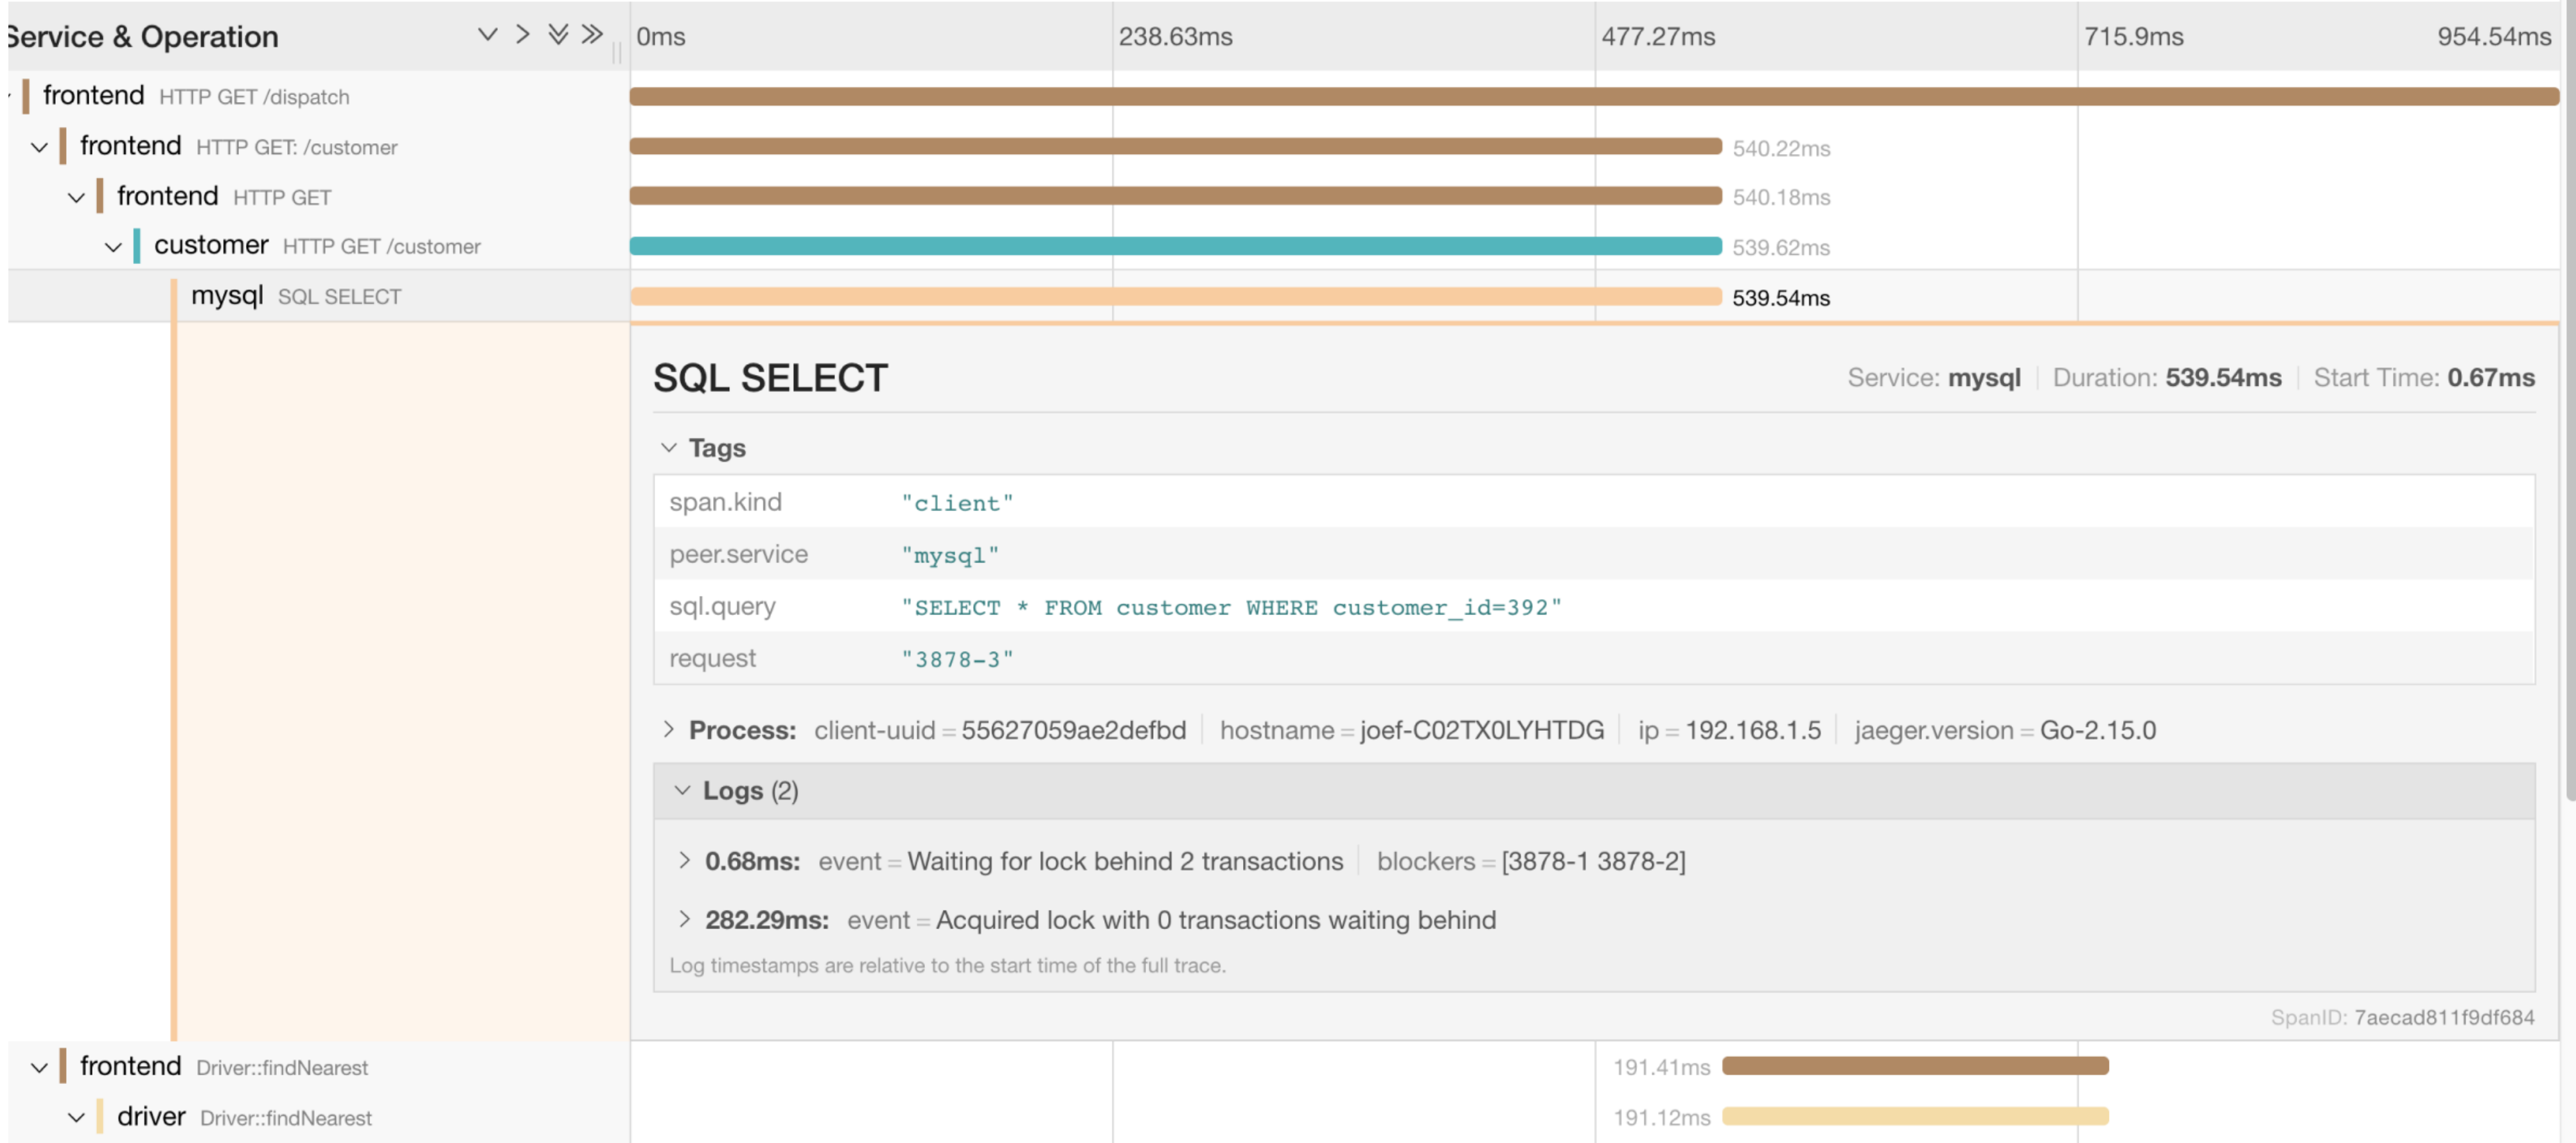 Service & Operation 0ms 238.63ms 477.27ms 715.9ms 954.54ms
frontend HTTP GET /dispatch
frontend HTTP GET: /customer 540.22ms
frontend HTTP GET 540.18ms
customer HTTP GET /customer 539.62ms
mysql SQL SELECT 539.54ms
SQL SELECT Service: mysql Duration: 539.54ms Start Time: 0.67ms
Tags
span.kind "client"
peer.service "mysql"
sql.query "SELECT * FROM customer WHERE customer_id=392"
request "3878-3"
Process: client-uuid = 55627059ae2defbd hostname = joef-C02TX0LYHTDG ip = 192.168.1.5 jaeger.version = Go-2.15.0
Logs (2)
0.68ms: event = Waiting for lock behind 2 transactions blockers = [3878-1 3878-2]
282.29ms: event = Acquired lock with 0 transactions waiting behind
Log timestamps are relative to the start time of the full trace.
SpanID: 7aecad811f9df684
frontend Driver::findNearest 191.41ms
driver Driver::findNearest 191.12ms